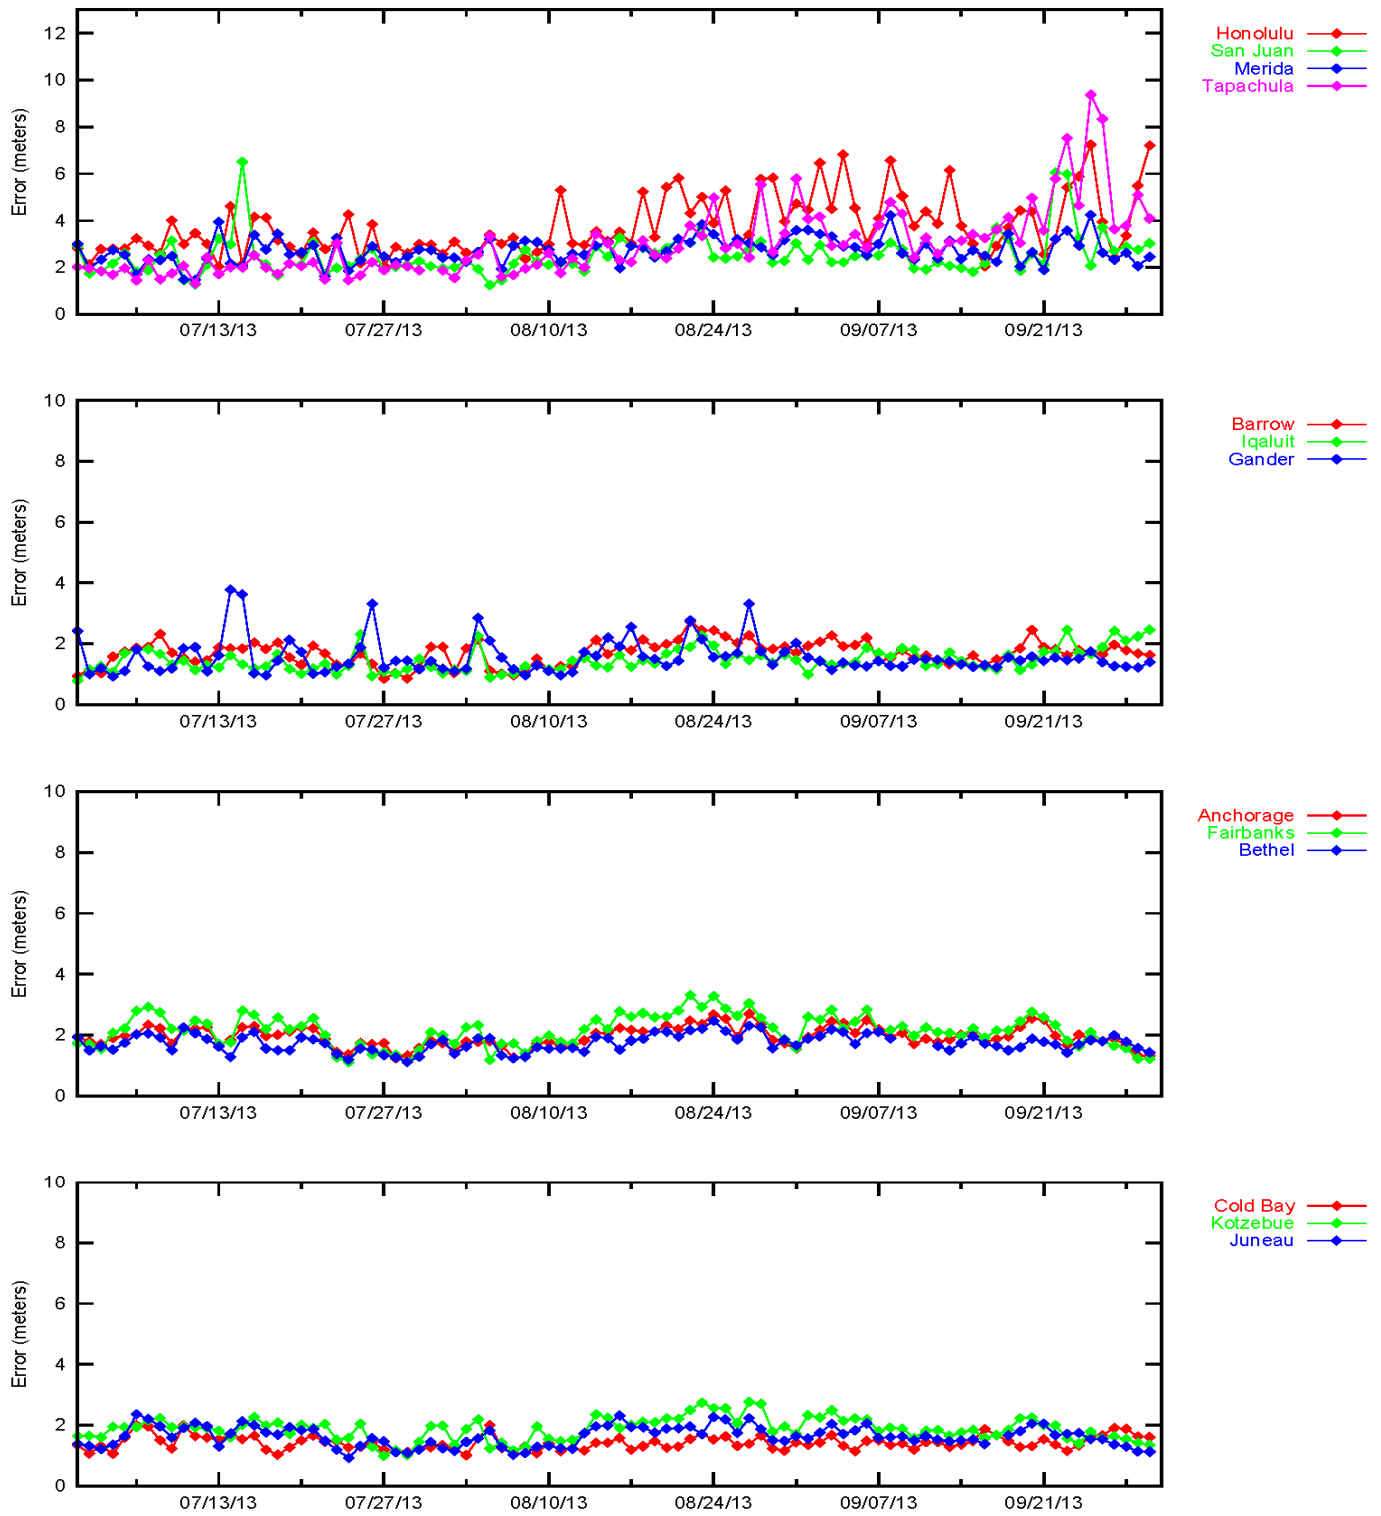 12
10
8
6
4
2
0
Error (meters)
07/13/13 07/27/13 08/10/13 08/24/13 09/07/13 09/21/13
Honolulu
San Juan
Merida
Tapachula
10
8
6
4
2
0
Error (meters)
07/13/13 07/27/13 08/10/13 08/24/13 09/07/13 09/21/13
Barrow
Iqaluit
Gander
10
8
6
4
2
0
Error (meters)
07/13/13 07/27/13 08/10/13 08/24/13 09/07/13 09/21/13
Anchorage
Fairbanks
Bethel
10
8
6
4
2
0
Error (meters)
07/13/13 07/27/13 08/10/13 08/24/13 09/07/13 09/21/13
Cold Bay
Kotzebue
Juneau